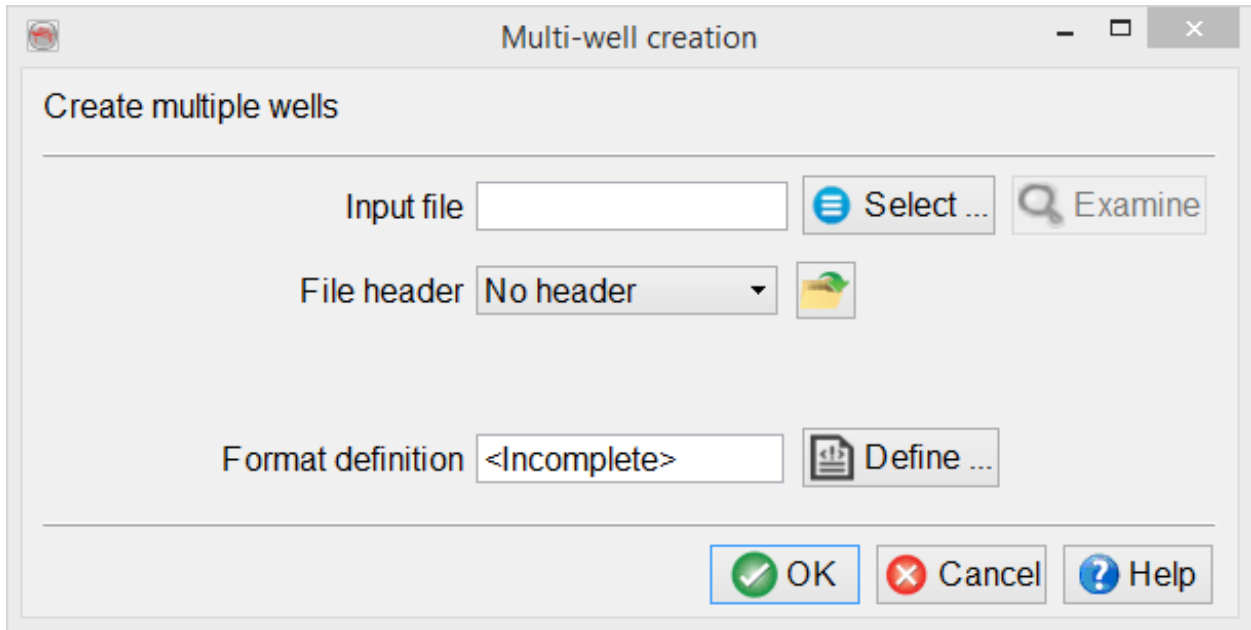 Multi-well creation
Create multiple wells
Input file Select ... Examine
File header No header
Format definition <Incomplete> Define ...
OK Cancel Help